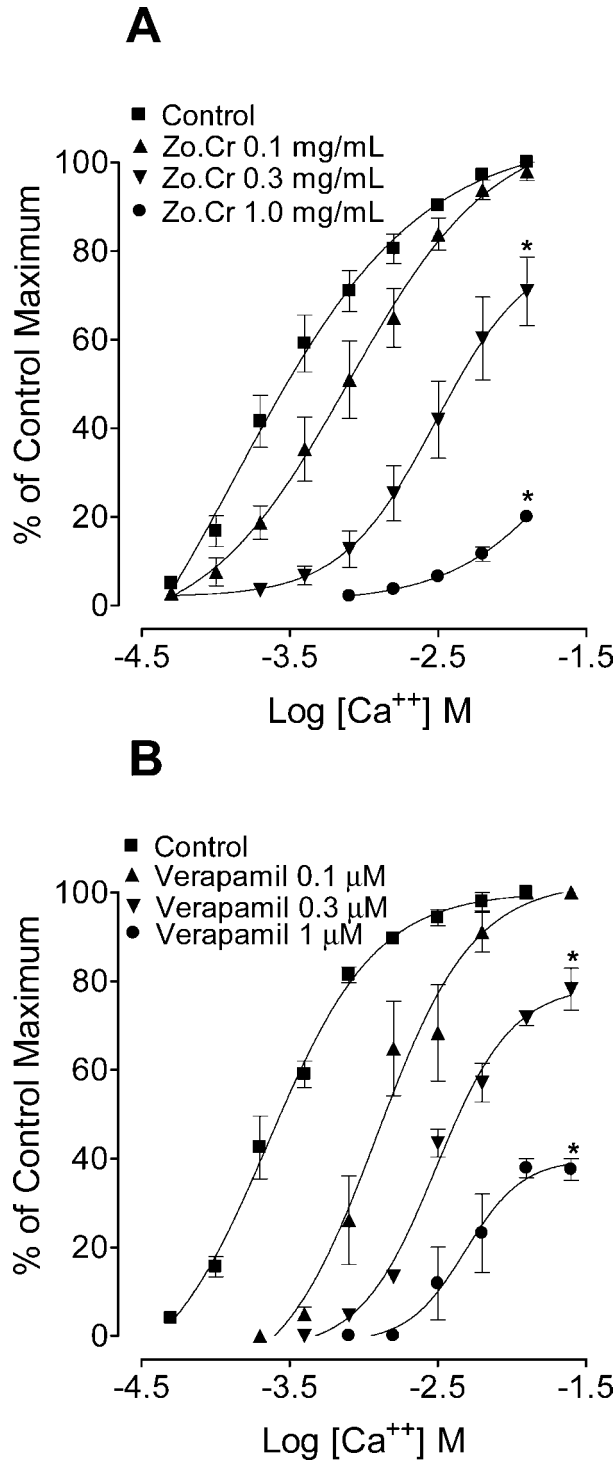 A
Control
Zo.Cr 0.1 mg/mL
Zo.Cr 0.3 mg/mL
Zo.Cr 1.0 mg/mL
% of Control Maximum
100
80
60
40
20
0
*
*
-4.5 -3.5 -2.5 -1.5
Log [Ca++] M
B
Control
Verapamil 0.1 μM
Verapamil 0.3 μM
Verapamil 1 μM
% of Control Maximum
100
80
60
40
20
0
*
*
-4.5 -3.5 -2.5 -1.5
Log [Ca++] M